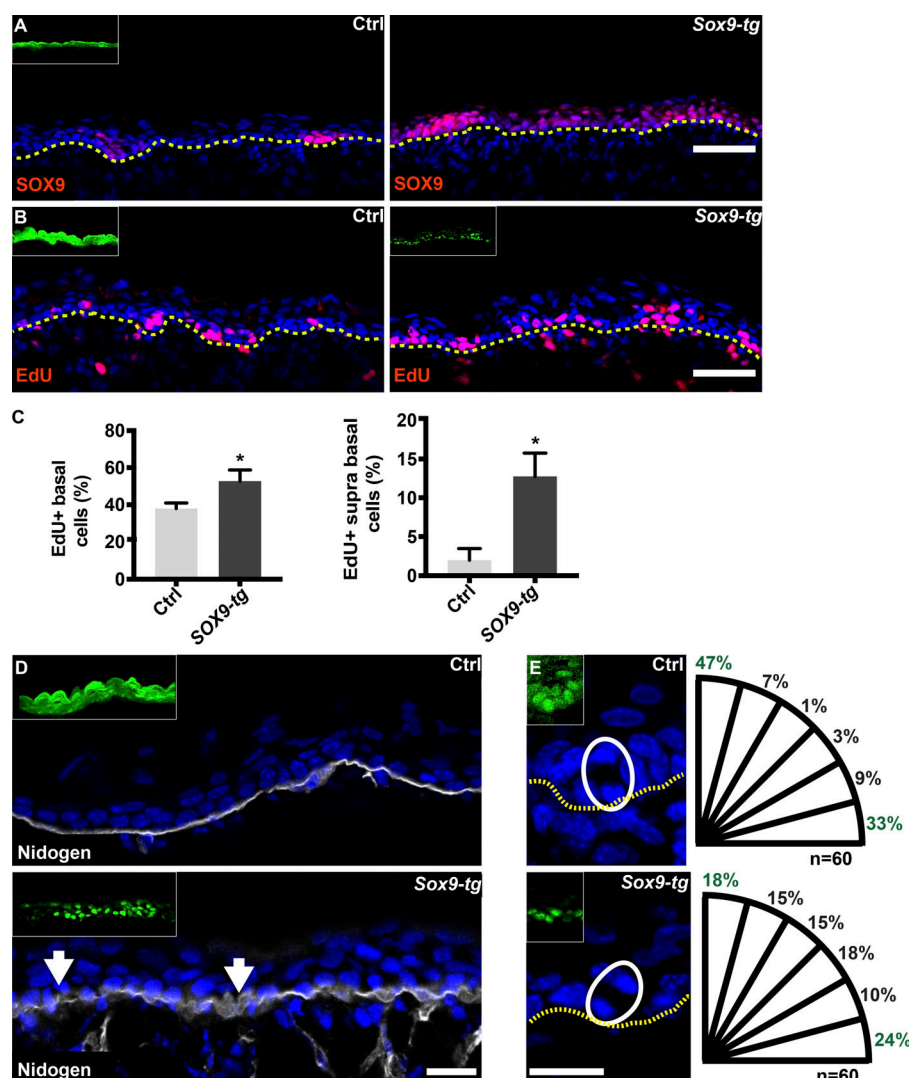 A
Ctrl
Sox9-tg
SOX9
SOX9
B
Ctrl
Sox9-tg
EdU
EdU
C
EdU+ basal
cells (%)
80
60
40
20
0
Ctrl
SOX9-tg
*
EdU+ supra basal
cells (%)
20
15
10
5
0
Ctrl
SOX9-tg
*
D
Ctrl
Nidogen
Sox9-tg
Nidogen
E
Ctrl
47%
7%
1%
3%
9%
33%
n=60
Sox9-tg
18%
15%
15%
18%
10%
24%
n=60